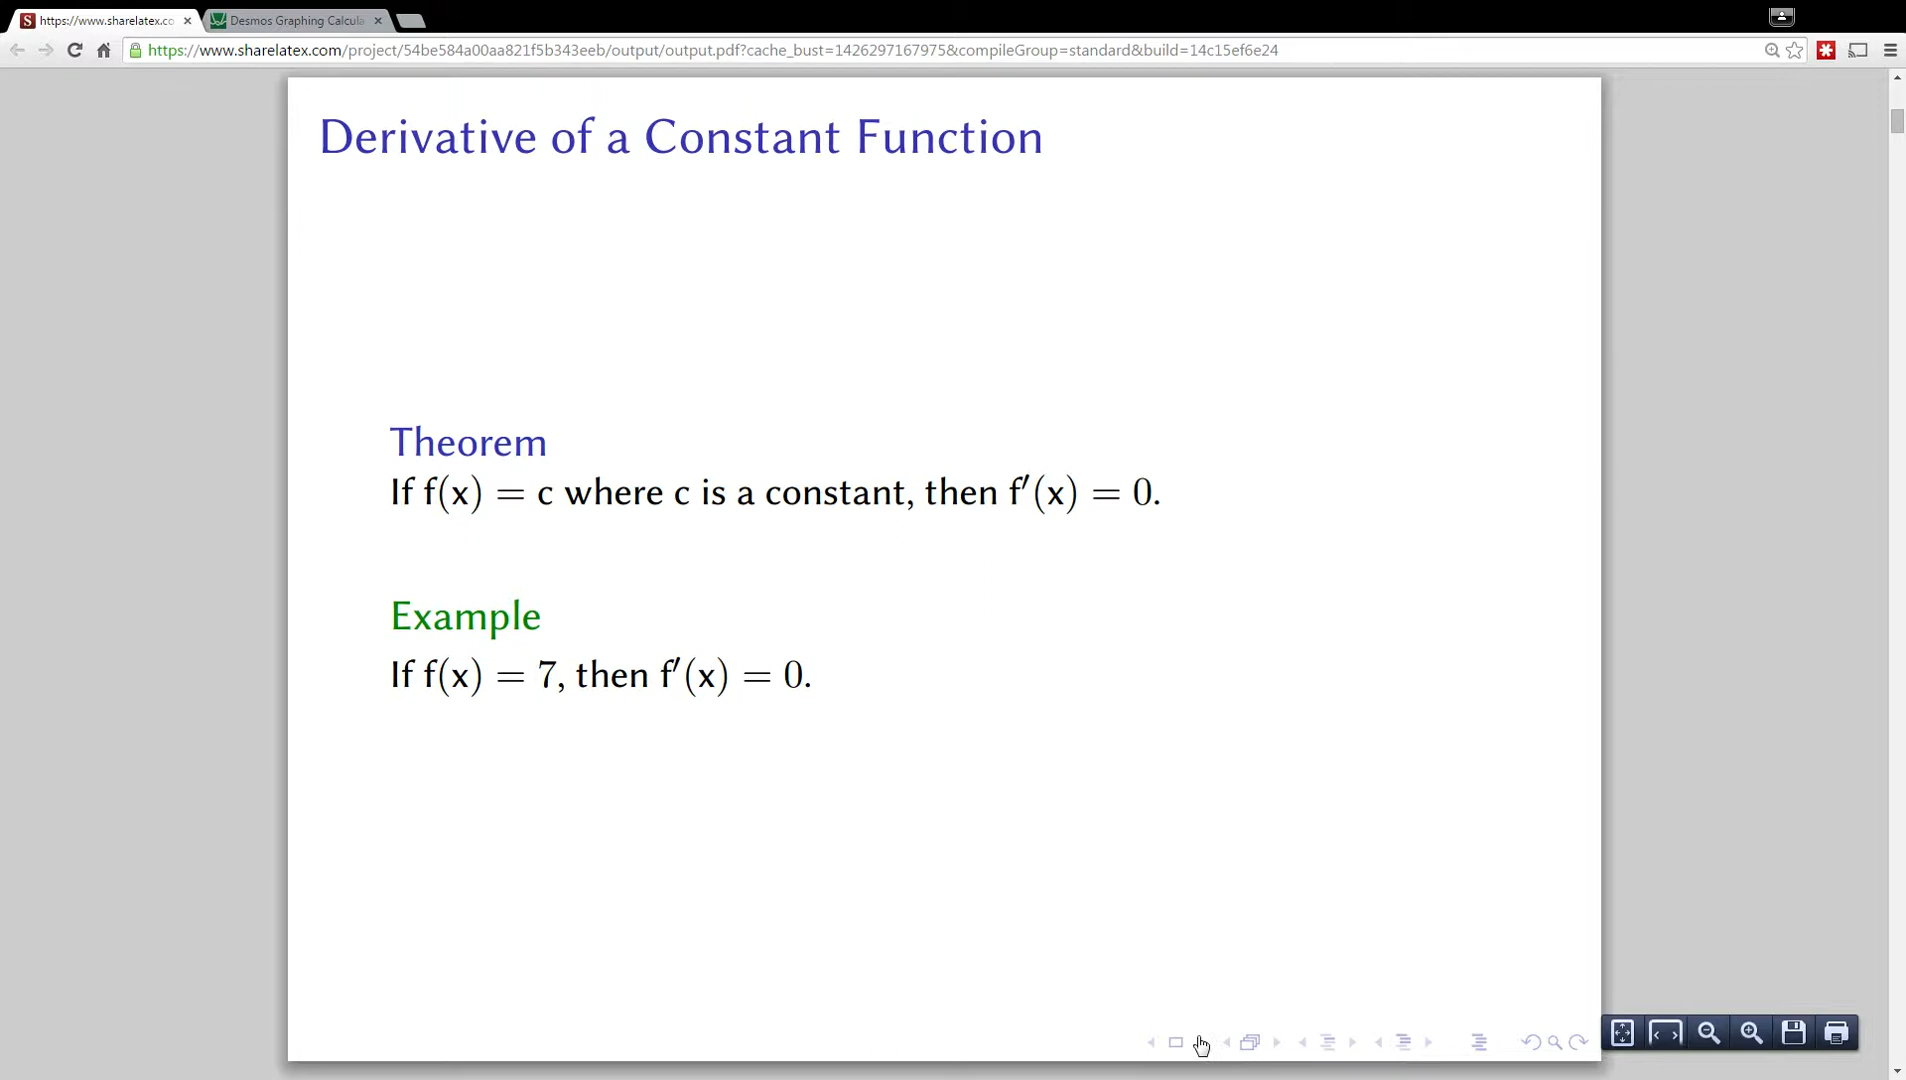 https://www.sharelatex.co
Desmos Graphing Calcula
https://www.sharelatex.com/project/54be584a00aa821f5b343eeb/output/output.pdf?cache_bust=1426297167975&compileGroup=standard&build=14c15ef6e24
Derivative of a Constant Function
Theorem
If f(x) = c where c is a constant, then f′(x) = 0.
Example
If f(x) = 7, then f′(x) = 0.